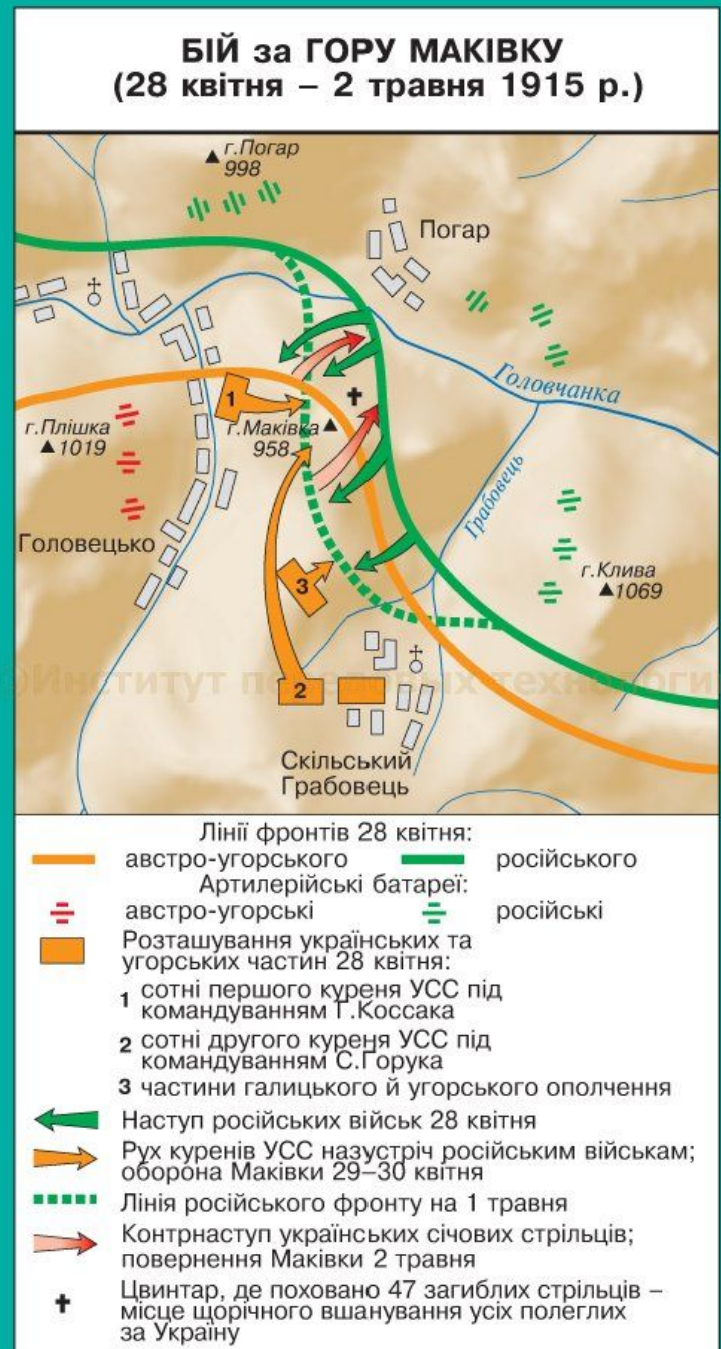 БІЙ за ГОРУ МАКІВКУ
(28 квітня – 2 травня 1915 р.)
г.Погар
998
Погар
Головчанка
1
г.Маківка
958
г.Плішка
1019
Грабовець
Головецько
3
г.Клива
1069
©Институт передовых технологи
2
Скільський
Грабовець
Лінії фронтів 28 квітня:
австро-угорського російського
Артилерійські батареї:
австро-угорські російські
Розташування українських та
угорських частин 28 квітня:
1 сотні першого куреня УСС під
командуванням Г.Коссака
2 сотні другого куреня УСС під
командуванням С.Горука
3 частини галицького й угорського ополчення
Наступ російських військ 28 квітня
Рух куренів УСС назустріч російським військам;
оборона Маківки 29–30 квітня
Лінія російського фронту на 1 травня
Контрнаступ українських січових стрільців;
повернення Маківки 2 травня
Цвинтар, де поховано 47 загиблих стрільців –
місце щорічного вшанування усіх полеглих
за Україну